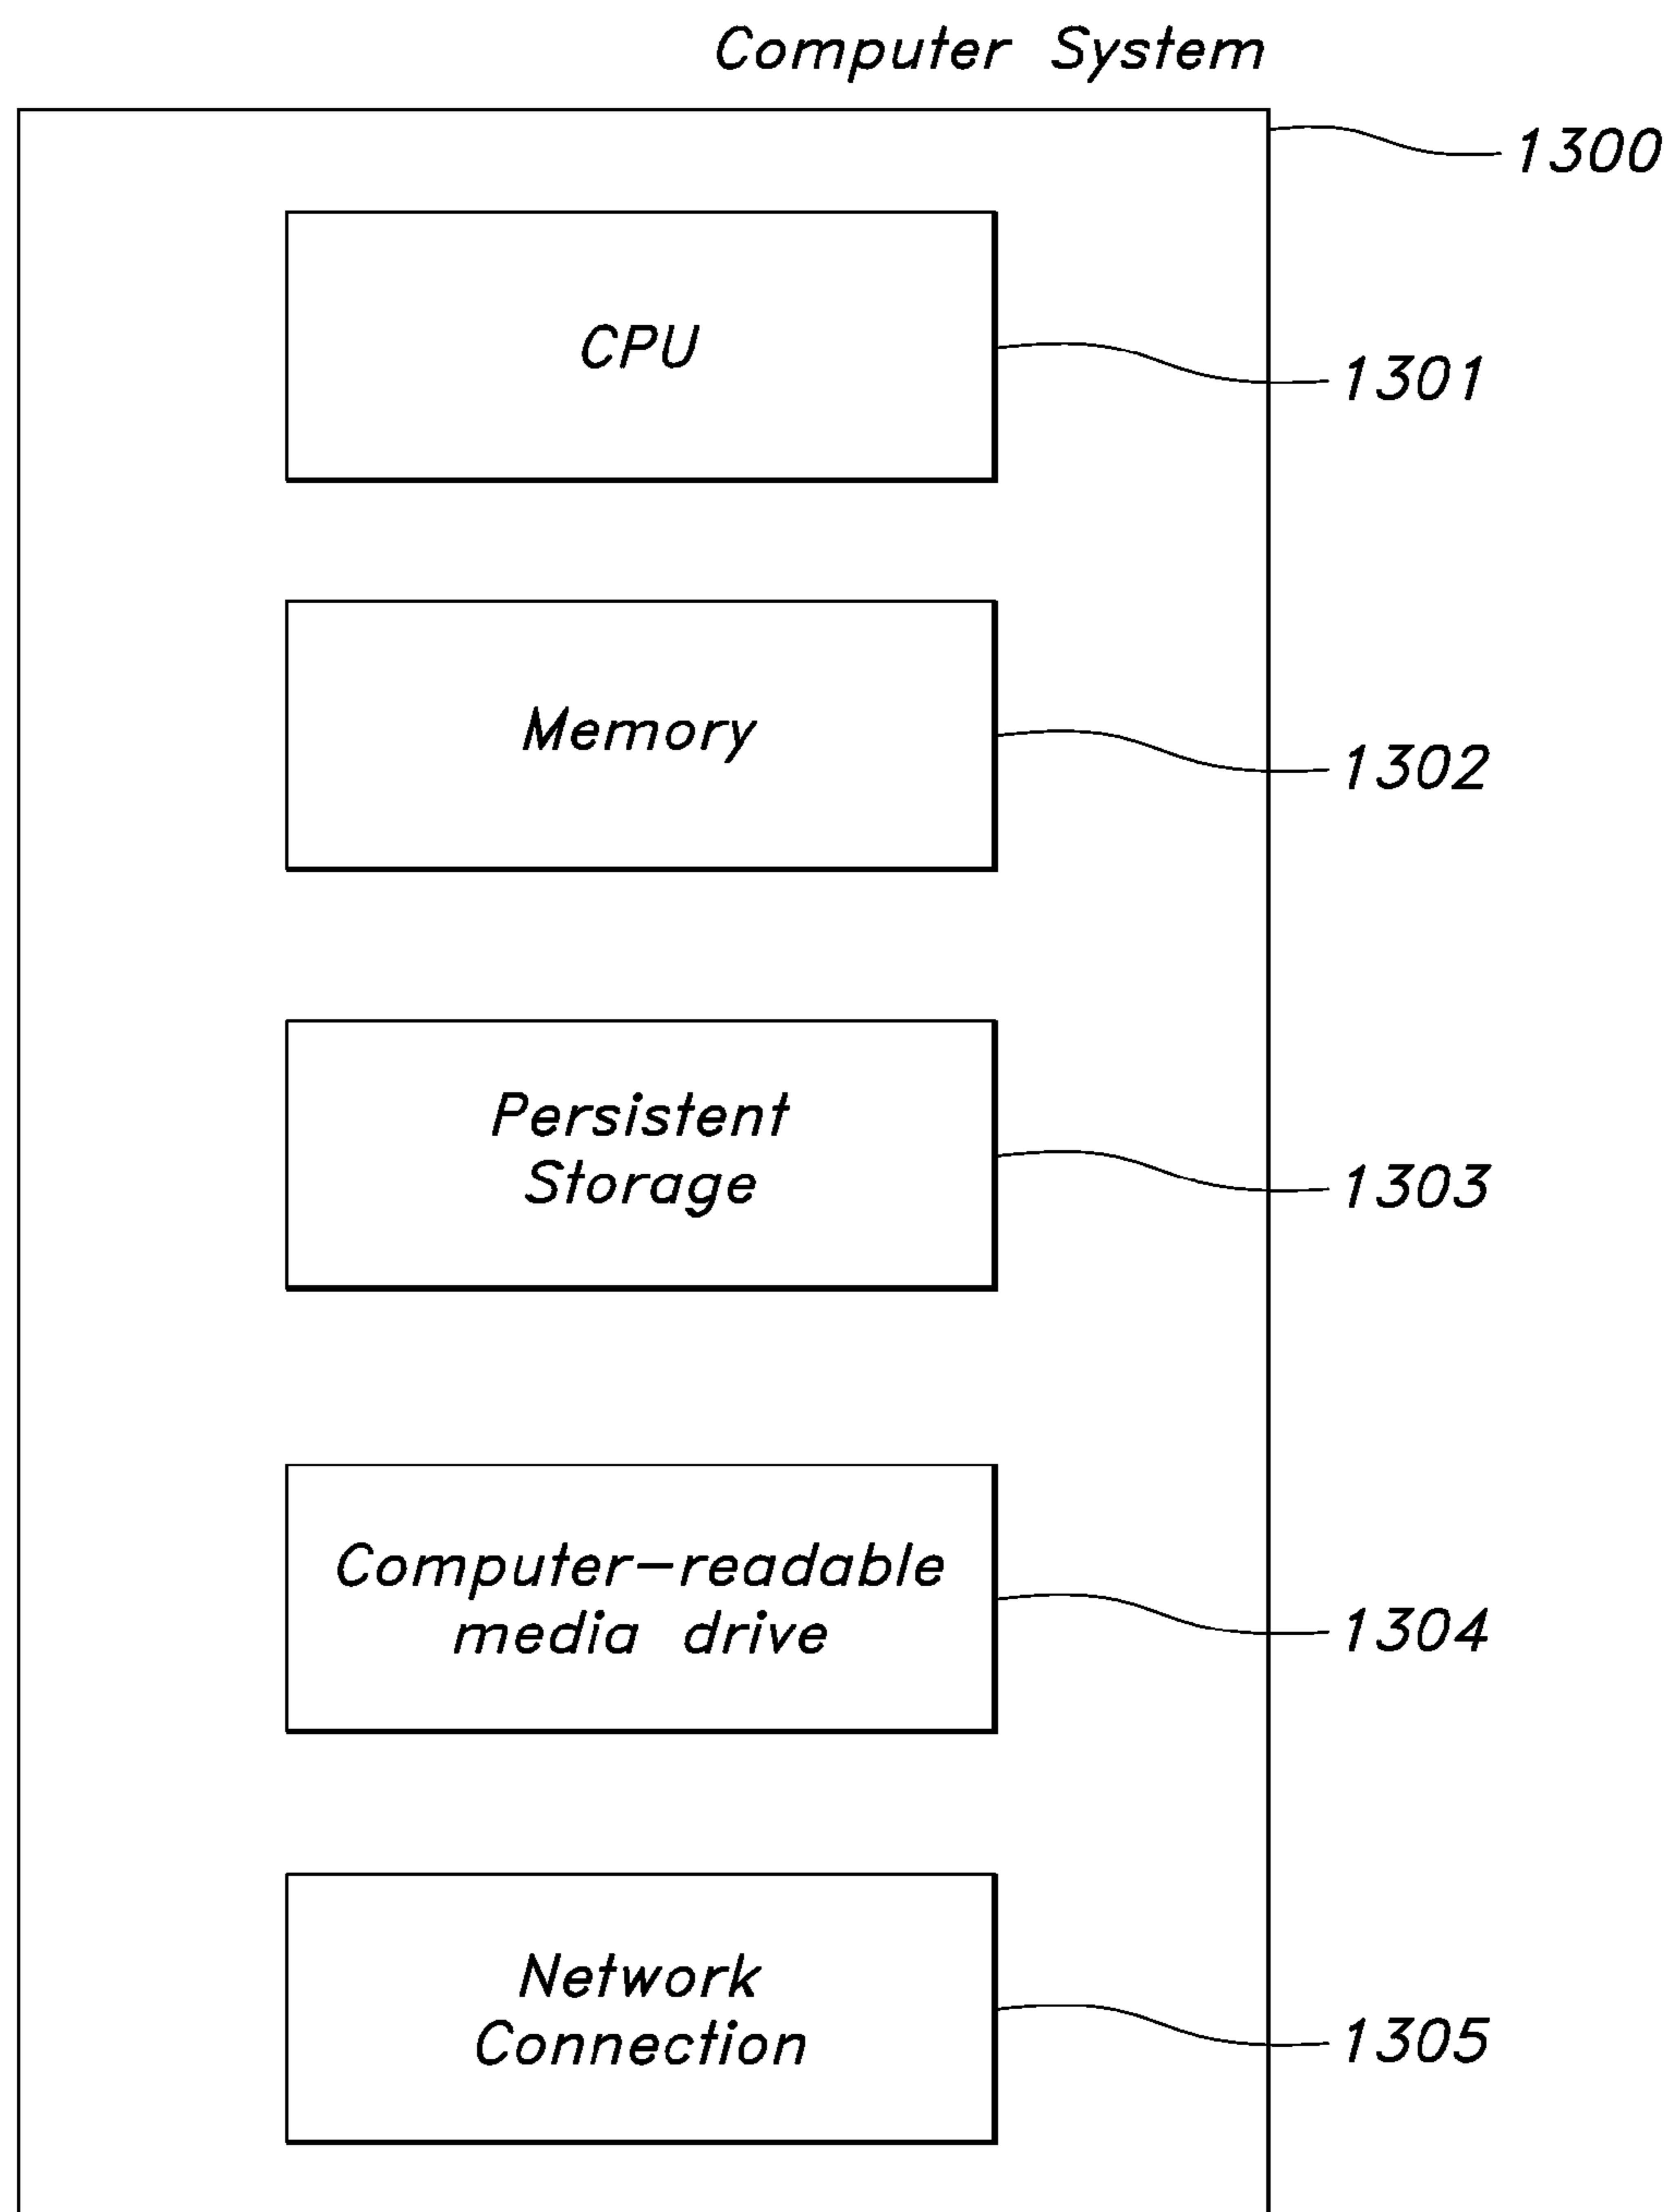 Computer System
1300
CPU
1301
Memory
1302
Persistent
Storage
1303
Computer-readable
media drive
1304
Network
Connection
1305